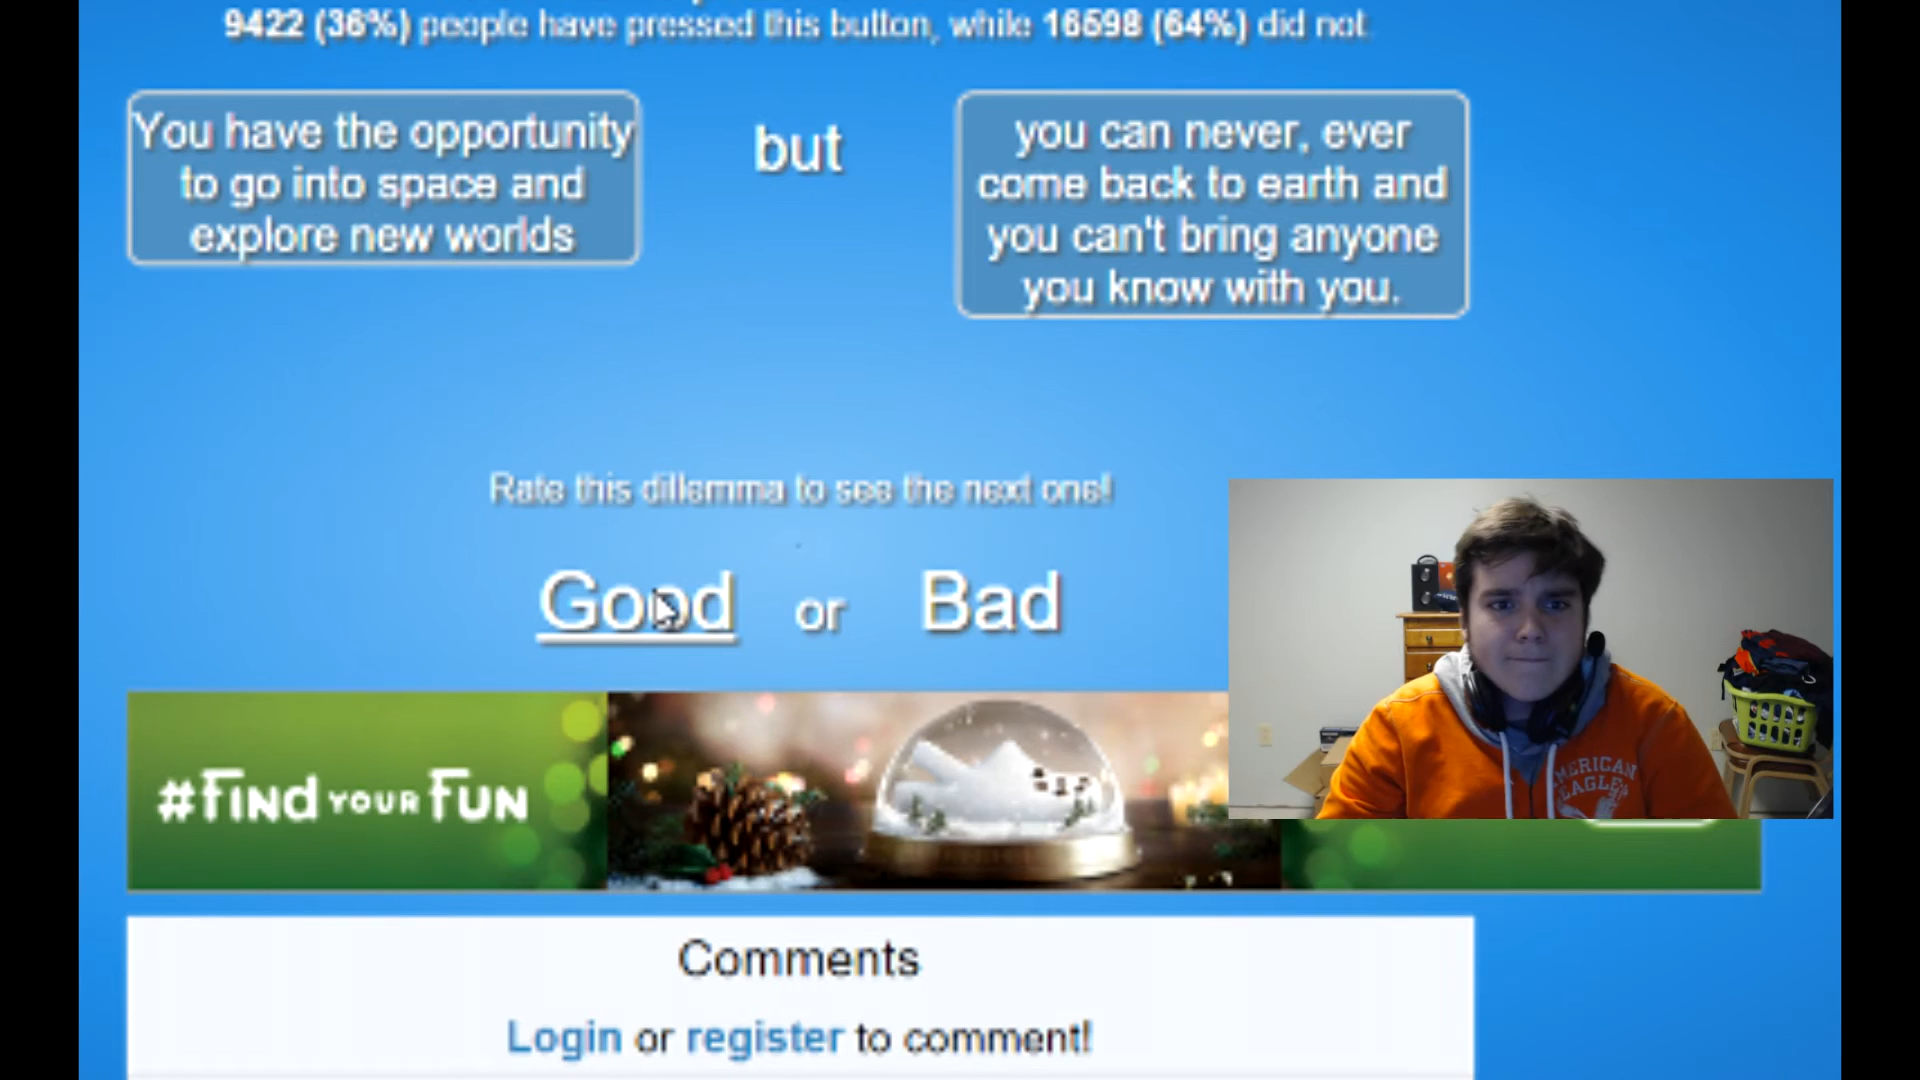 9422 (36%) people have pressed this button, while 16598 (64%) did not.
You have the opportunity
to go into space and
explore new worlds
but
you can never, ever
come back to earth and
you can't bring anyone
you know with you.
Rate this dillemma to see the next one!
Good or Bad
#FINd YOUR FUN
Comments
Login or register to comment!
AMERICAN
EAGLE